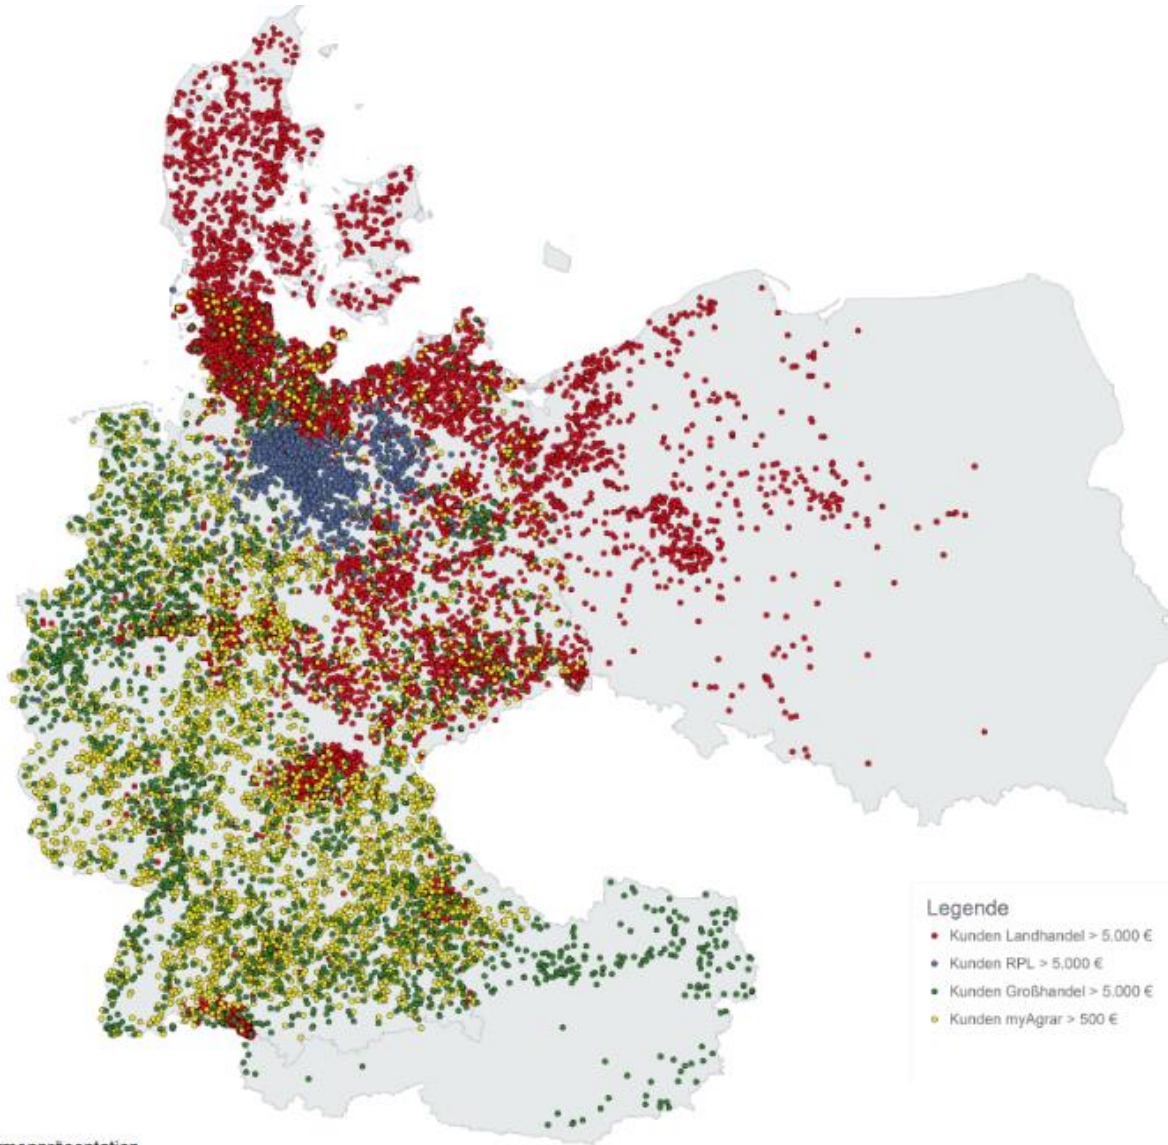 Legende
Kunden Landhandel > 5.000 €
Kunden RPL > 5.000 €
Kunden Großhandel > 5.000 €
Kunden myAgrar > 500 €